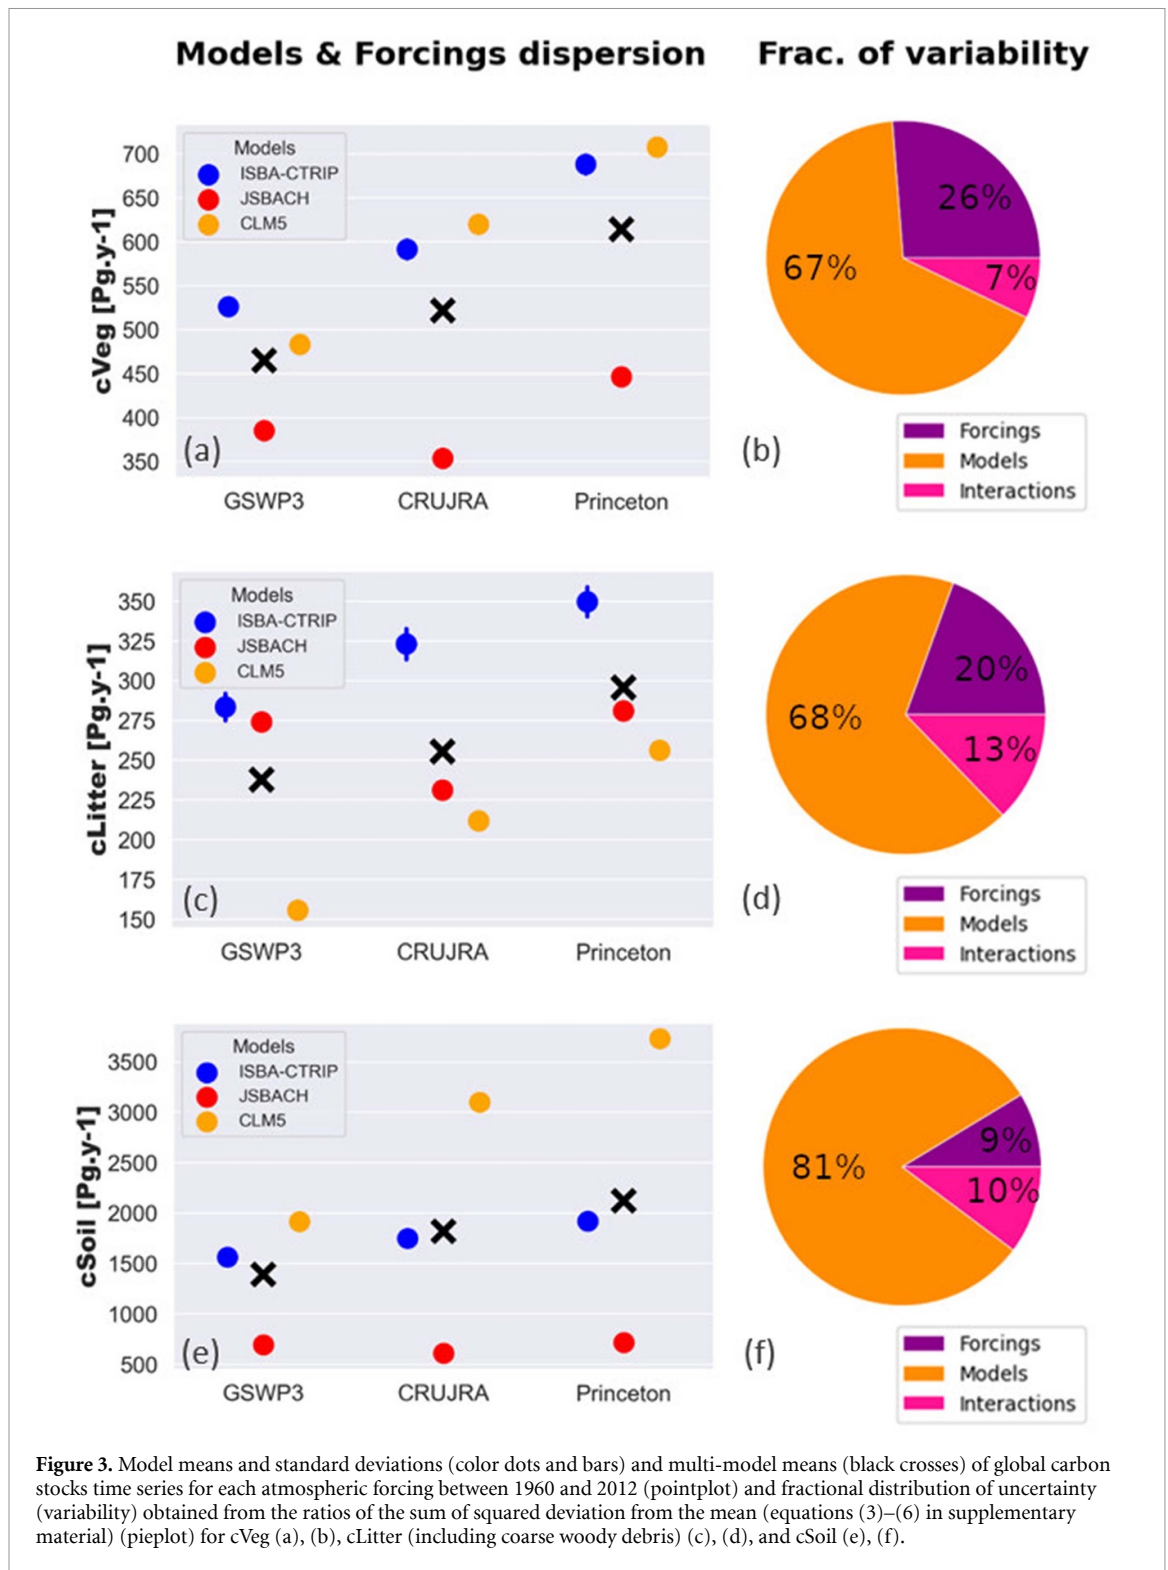 Models & Forcings dispersion
Frac. of variability
cVeg [Pg.y-1]
700
650
600
550
500
450
400
350
Models
ISBA-CTRIP
JSBACH
CLM5
(a)
GSWP3
CRUJRA
Princeton
26%
67%
7%
(b)
Forcings
Models
Interactions
cLitter [Pg.y-1]
350
325
300
275
250
225
200
175
150
Models
ISBA-CTRIP
JSBACH
CLM5
(c)
GSWP3
CRUJRA
Princeton
20%
68%
13%
(d)
Forcings
Models
Interactions
cSoil [Pg.y-1]
3500
3000
2500
2000
1500
1000
500
Models
ISBA-CTRIP
JSBACH
CLM5
(e)
GSWP3
CRUJRA
Princeton
9%
81%
10%
(f)
Forcings
Models
Interactions
Figure 3. Model means and standard deviations (color dots and bars) and multi-model means (black crosses) of global carbon
stocks time series for each atmospheric forcing between 1960 and 2012 (pointplot) and fractional distribution of uncertainty
(variability) obtained from the ratios of the sum of squared deviation from the mean (equations (3)–(6) in supplementary
material) (pieplot) for cVeg (a), (b), cLitter (including coarse woody debris) (c), (d), and cSoil (e), (f).